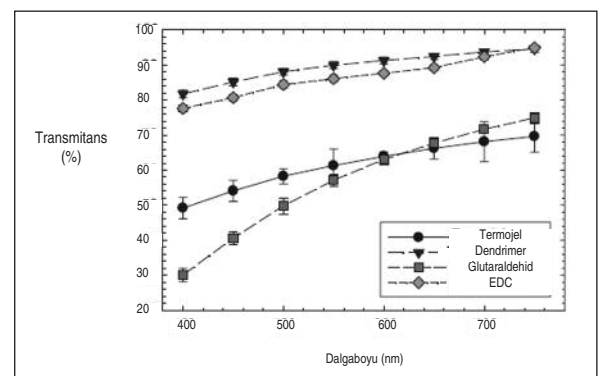 100
90
80
70
60
50
40
30
20
Transmitans
(%)
Termojel
Dendrimer
Glutaraldehid
EDC
400
500
600
700
Dalgaboyu (nm)